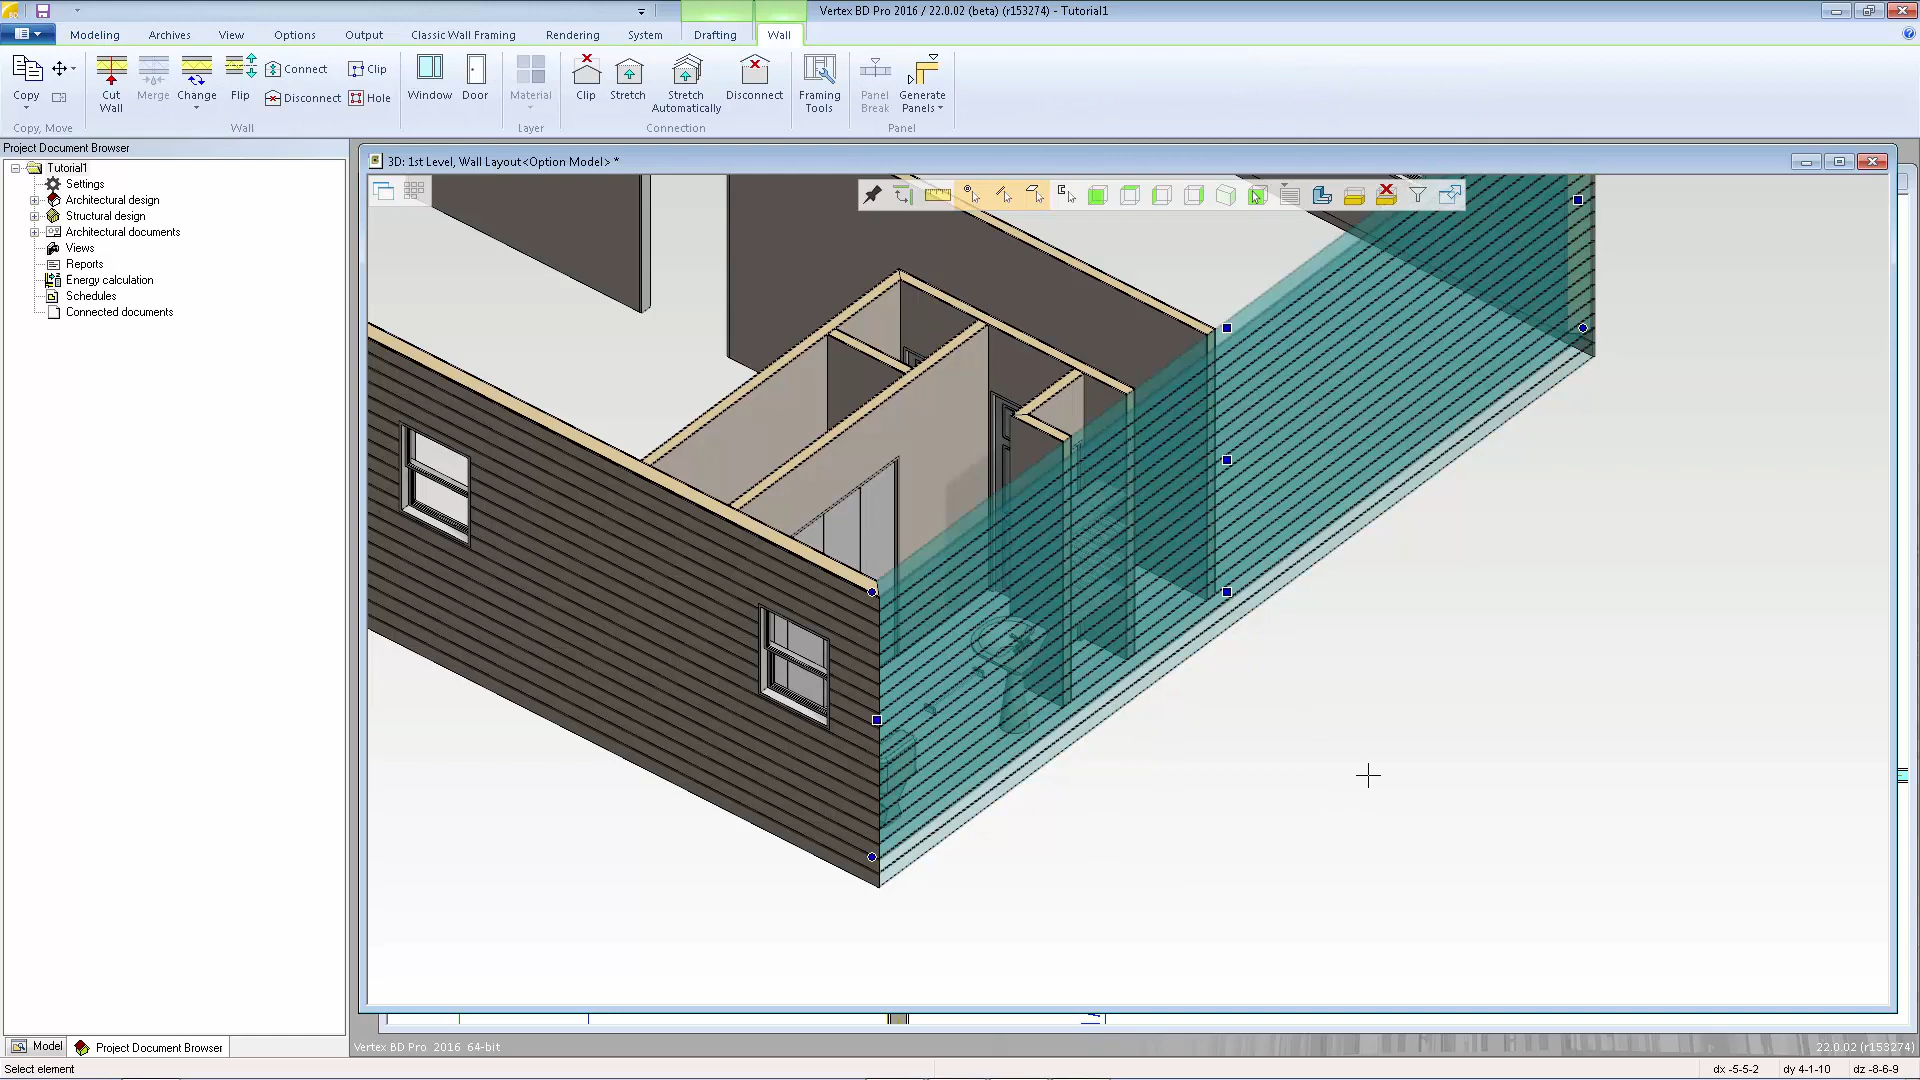 Vertex BD Pro 2016 / 22.0.02 (beta) (r153274) - Tutorial1
Modeling Archives View Options Output Classic Wall Framing Rendering System Drafting Wall
Copy
Cut Wall
Merge
Change
Flip
Connect
Disconnect
Clip
Hole
Window
Door
Material
Clip
Stretch
Stretch Automatically
Disconnect
Framing Tools
Panel Break
Generate Panels
Copy, Move
Wall
Layer
Connection
Panel
Project Document Browser
3D: 1st Level, Wall Layout<Option Model> *
Tutorial1
Settings
Architectural design
Structural design
Architectural documents
Views
Reports
Energy calculation
Schedules
Connected documents
Model
Project Document Browser
Vertex BD Pro 2016 64-bit
22.0.02 (r153274)
Select element
dx -5-5-2 dy 4-1-10 dz -8-6-9